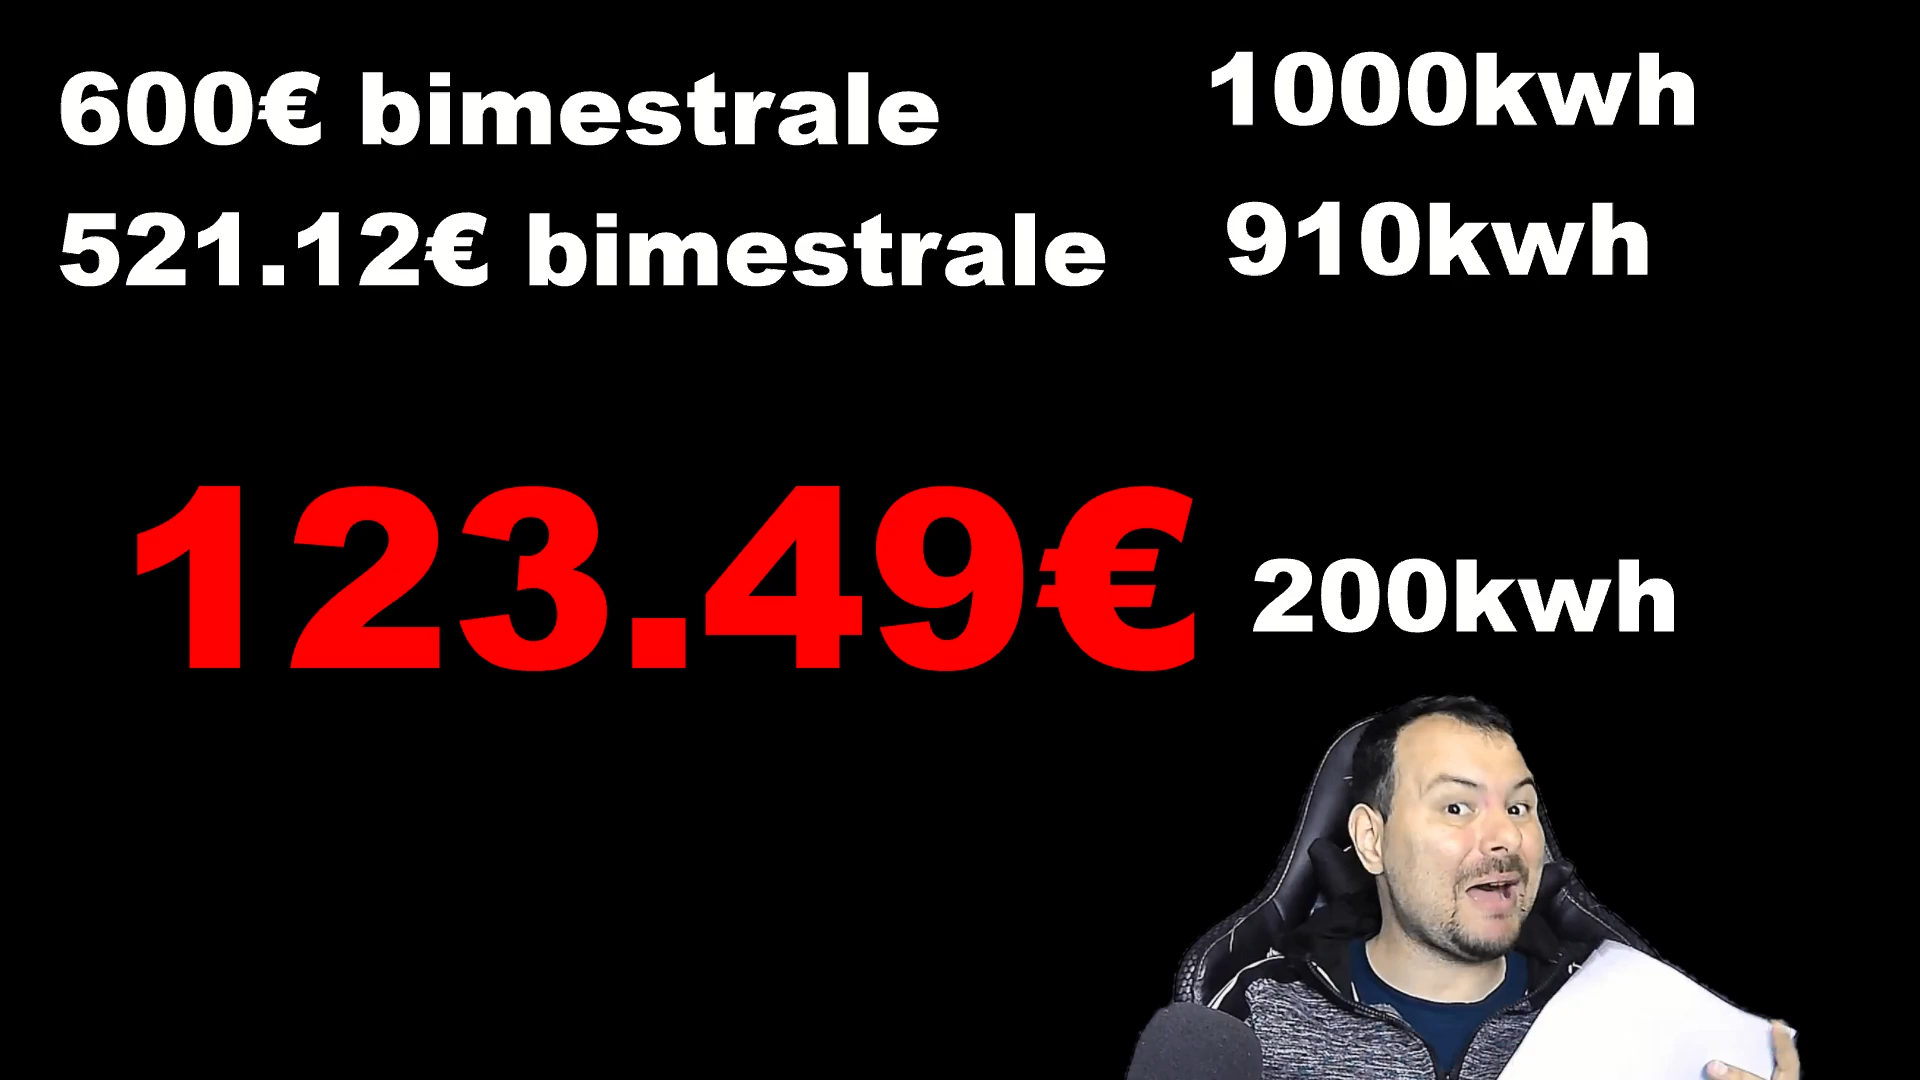 600€ bimestrale 1000kwh
521.12€ bimestrale 910kwh
123.49€ 200kwh